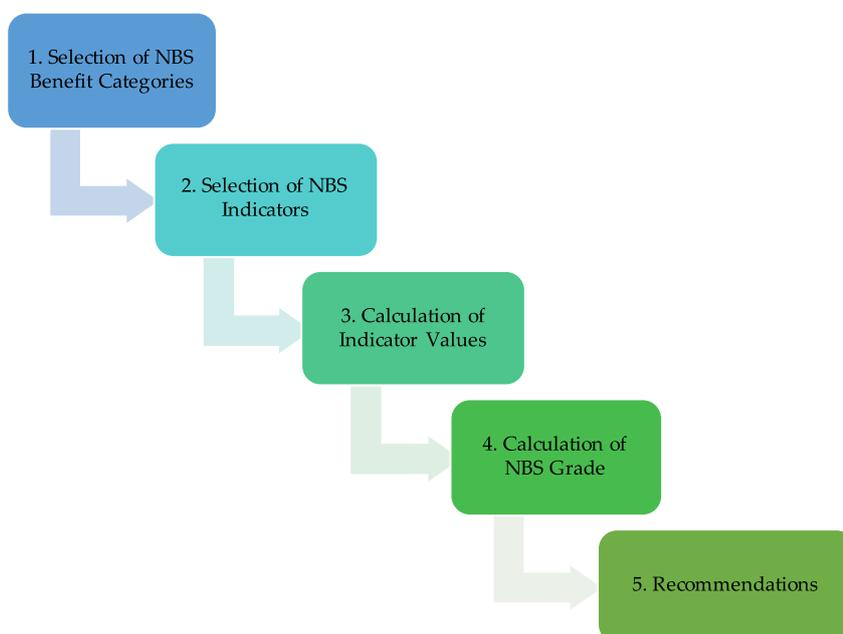 1. Selection of NBS
Benefit Categories
2. Selection of NBS
Indicators
3. Calculation of
Indicator Values
4. Calculation of
NBS Grade
5. Recommendations